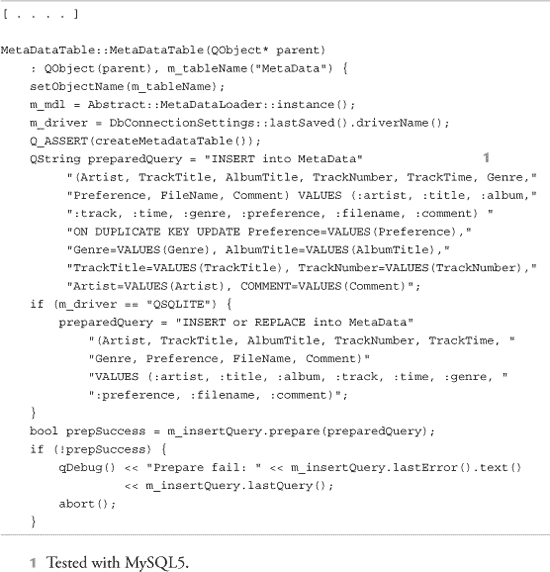 [ . . . . ]
MetaDataTable::MetaDataTable(QObject* parent)
    : QObject(parent), m_tableName("MetaData") {
    setObjectName(m_tableName);
    m_mdl = Abstract::MetaDataLoader::instance();
    m_driver = DbConnectionSettings::lastSaved().driverName();
    Q_ASSERT(createMetadataTable());
    QString preparedQuery = "INSERT into MetaData" 1
         "(Artist, TrackTitle, AlbumTitle, TrackNumber, TrackTime, Genre,"
         "Preference, FileName, Comment) VALUES (:artist, :title, :album,"
         ":track, :time, :genre, :preference, :filename, :comment) "
         "ON DUPLICATE KEY UPDATE Preference=VALUES(Preference),"
         "Genre=VALUES(Genre), AlbumTitle=VALUES(AlbumTitle),"
         "TrackTitle=VALUES(TrackTitle), TrackNumber=VALUES(TrackNumber),"
         "Artist=VALUES(Artist), COMMENT=VALUES(Comment)";
    if (m_driver == "QSQLITE") {
        preparedQuery = "INSERT or REPLACE into MetaData"
            "(Artist, TrackTitle, AlbumTitle, TrackNumber, TrackTime, "
            "Genre, Preference, FileName, Comment)"
            "VALUES (:artist, :title, :album, :track, :time, :genre, "
            ":preference, :filename, :comment)";
    }
    bool prepSuccess = m_insertQuery.prepare(preparedQuery);
    if (!prepSuccess) {
        qDebug() << "Prepare fail: " << m_insertQuery.lastError().text()
                 << m_insertQuery.lastQuery();
        abort();
    }
1 Tested with MySQL5.